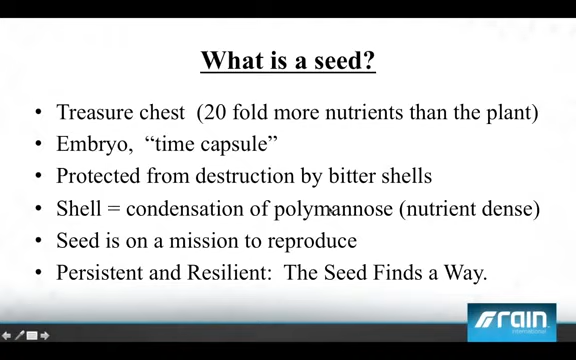 What is a seed?
• Treasure chest (20 fold more nutrients than the plant)
• Embryo, “time capsule”
• Protected from destruction by bitter shells
• Shell = condensation of polymannose (nutrient dense)
• Seed is on a mission to reproduce
• Persistent and Resilient: The Seed Finds a Way.
rain
international